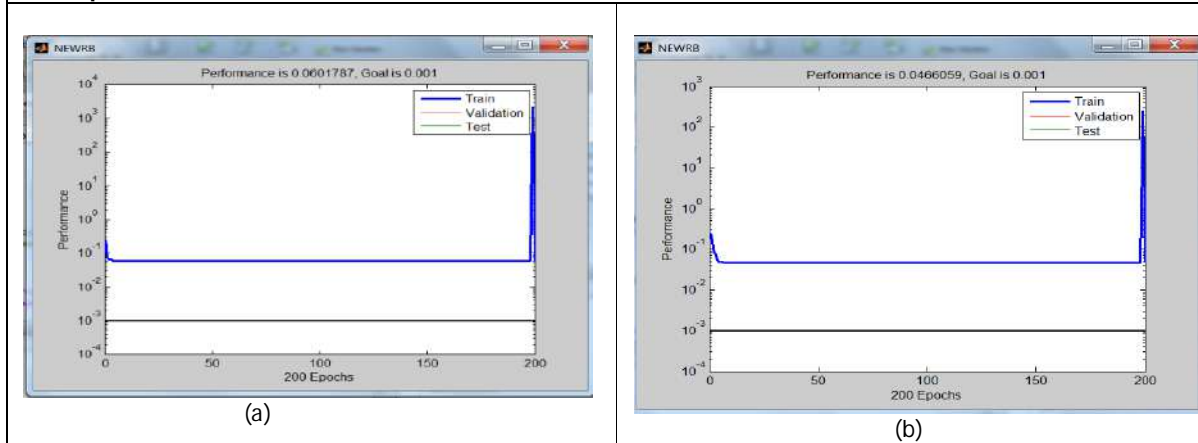 NEWRB
Performance is 0.0601787, Goal is 0.001
Train
Validation
Test
10^4
10^3
10^2
10^1
10^0
10^-1
10^-2
10^-3
10^-4
Performance
0 50 100 150 200
200 Epochs
(a)
NEWRB
Performance is 0.0466059, Goal is 0.001
Train
Validation
Test
10^3
10^2
10^1
10^0
10^-1
10^-2
10^-3
10^-4
Performance
0 50 100 150 200
200 Epochs
(b)